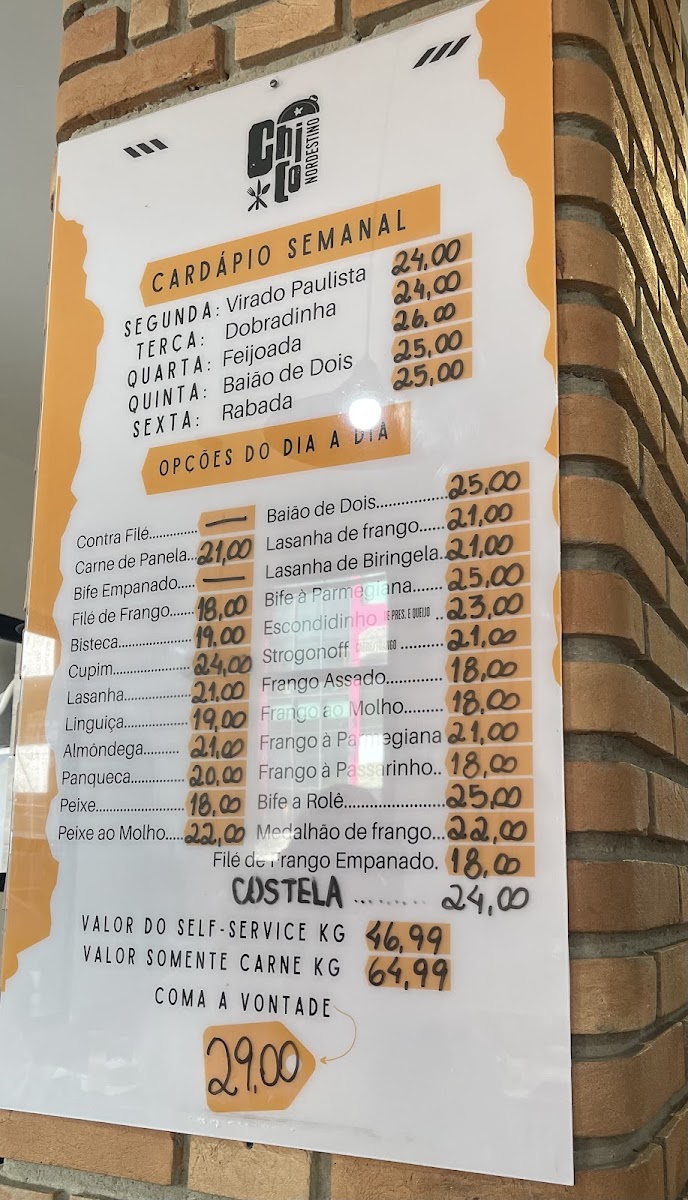 Chico
NORDESTINO
CARDÁPIO SEMANAL
SEGUNDA: Virado Paulista 24,00
TERCA: Dobradinha 24,00
QUARTA: Feijoada 26,00
QUINTA: Baião de Dois 25,00
SEXTA: Rabada 25,00
OPCÕES DO DIA A DIA
Contra Filé............ —
Carne de Panela.. 21,00
Bife Empanado.... —
Filé de Frango...... 18,00
Bisteca.................. 19,00
Cupim.................... 24,00
Lasanha................ 21,00
Linguiça................ 19,00
Almôndega......... 21,00
Panqueca............. 20,00
Peixe..................... 18,00
Peixe ao Molho..... 22,00
Baião de Dois................ 25,00
Lasanha de frango...... 21,00
Lasanha de Biringela.. 21,00
Bife à Parmegiana....... 25,00
Escondidinho DE PRES. E QUEIJO .. 23,00
Strogonoff .......... 21,00
Frango Assado............. 18,00
Frango ao Molho......... 18,00
Frango à Parmegiana 21,00
Frango à Passarinho.. 18,00
Bife a Rolê..................... 25,00
Medalhão de frango... 22,00
Filé de Frango Empanado. 18,00
COSTELA ......... 24,00
VALOR DO SELF-SERVICE KG 46,99
VALOR SOMENTE CARNE KG 64,99
COMA A VONTADE
29,00